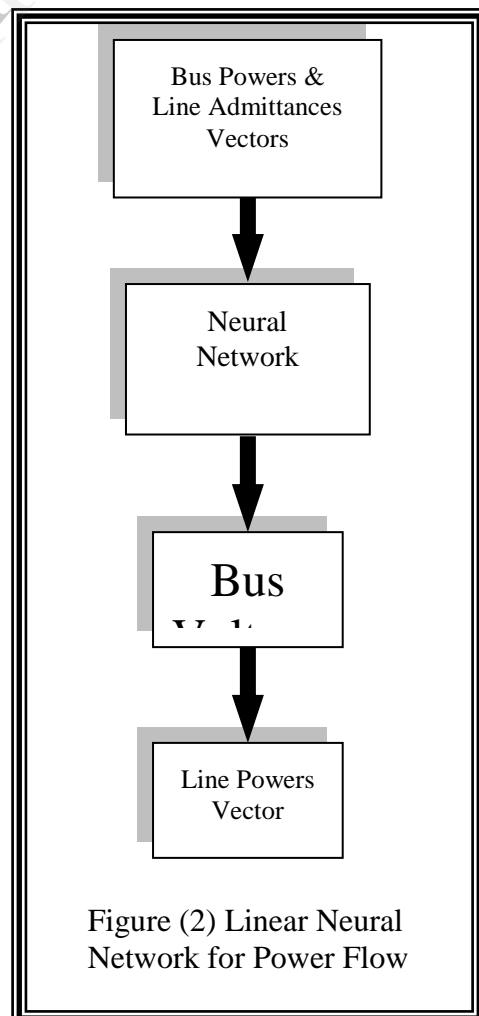 Bus Powers &
Line Admittances
Vectors
Neural
Network
Bus
Line Powers
Vector
Figure (2) Linear Neural
Network for Power Flow